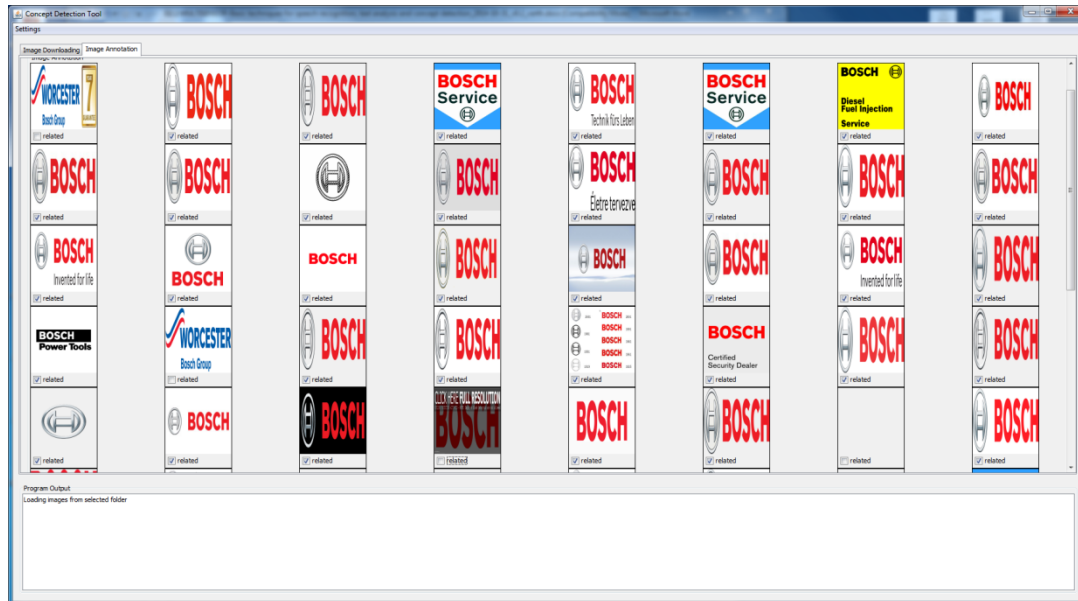 Concept Detection Tool
Settings
Image Downloading
Image Annotation
Image Annotation
WORCESTER
Bosch Group
7
related
BOSCH
related
BOSCH
related
BOSCH
Service
related
BOSCH
Technik fürs Leben
related
BOSCH
Service
related
BOSCH
Diesel
Fuel Injection
Service
related
BOSCH
related
BOSCH
related
BOSCH
related
related
BOSCH
related
BOSCH
Életre tervezve
related
BOSCH
related
BOSCH
related
BOSCH
related
BOSCH
Invented for life
related
BOSCH
related
BOSCH
related
BOSCH
related
BOSCH
related
BOSCH
related
BOSCH
Invented for life
related
BOSCH
related
BOSCH
Power Tools
related
WORCESTER
Bosch Group
related
BOSCH
related
BOSCH
related
BOSCH
BOSCH
BOSCH
BOSCH
BOSCH
related
BOSCH
Certified
Security Dealer
related
BOSCH
related
BOSCH
related
related
BOSCH
related
BOSCH
related
CLICK HERE FULL RESOLUTION
BOSCH
related
BOSCH
related
BOSCH
related
related
BOSCH
related
Program Output
Loading images from selected folder